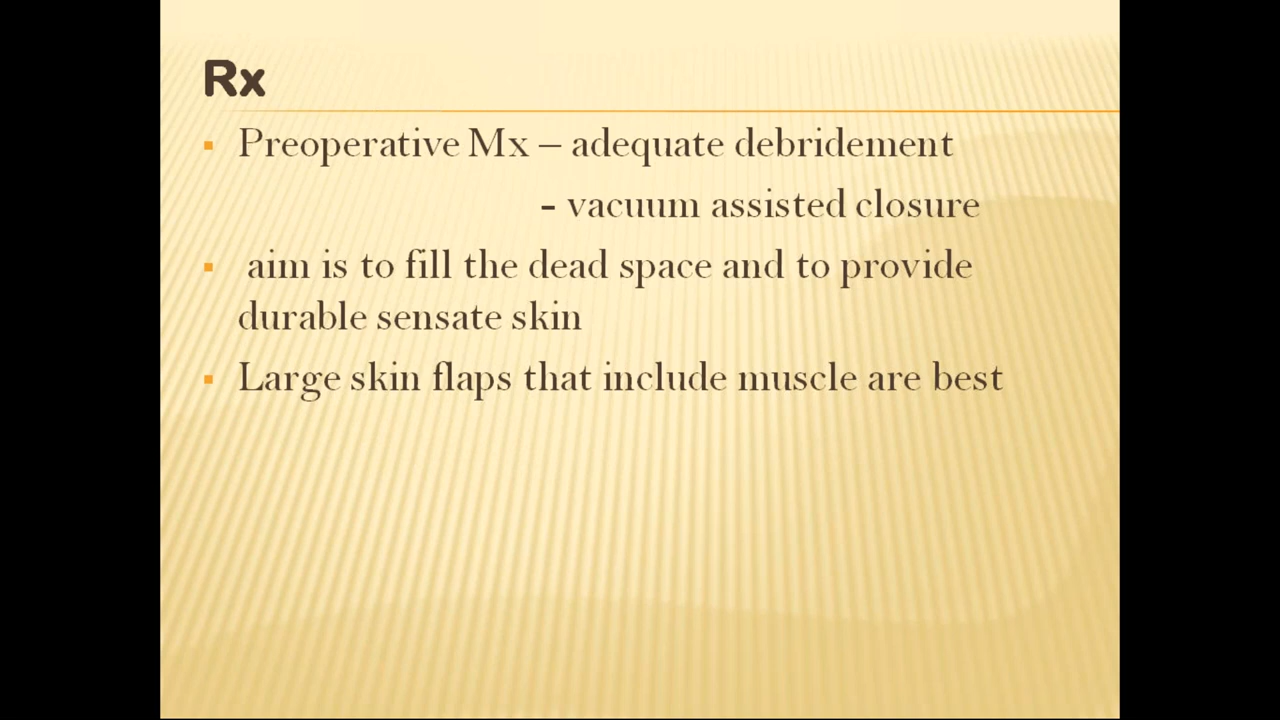 Rx
Preoperative Mx – adequate debridement
- vacuum assisted closure
aim is to fill the dead space and to provide
durable sensate skin
Large skin flaps that include muscle are best